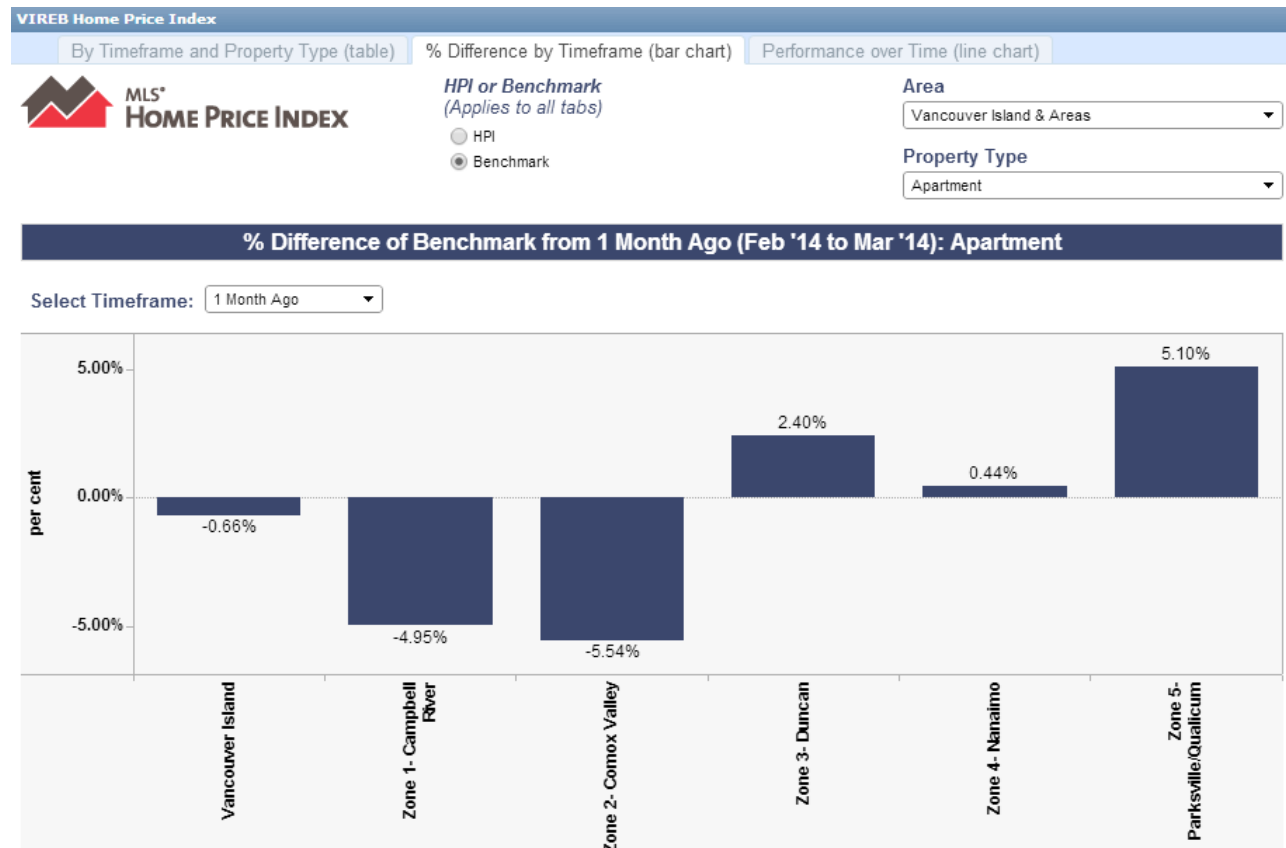 VIREB Home Price Index
By Timeframe and Property Type (table)
% Difference by Timeframe (bar chart)
Performance over Time (line chart)
MLS®
HOME PRICE INDEX
HPI or Benchmark
(Applies to all tabs)
HPI
Benchmark
Area
Vancouver Island & Areas
Property Type
Apartment
% Difference of Benchmark from 1 Month Ago (Feb '14 to Mar '14): Apartment
Select Timeframe: 1 Month Ago
per cent
5.00%
0.00%
-5.00%
-0.66%
-4.95%
-5.54%
2.40%
0.44%
5.10%
Vancouver Island
Zone 1- Campbell
River
Zone 2- Comox Valley
Zone 3- Duncan
Zone 4- Nanaimo
Zone 5-
Parksville/Qualicum